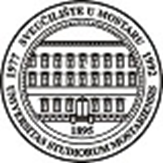 SVEUČILIŠTE U MOSTARU
1977
1992
1895
UNIVERSITAS STUDIORUM MOSTARIENSIS